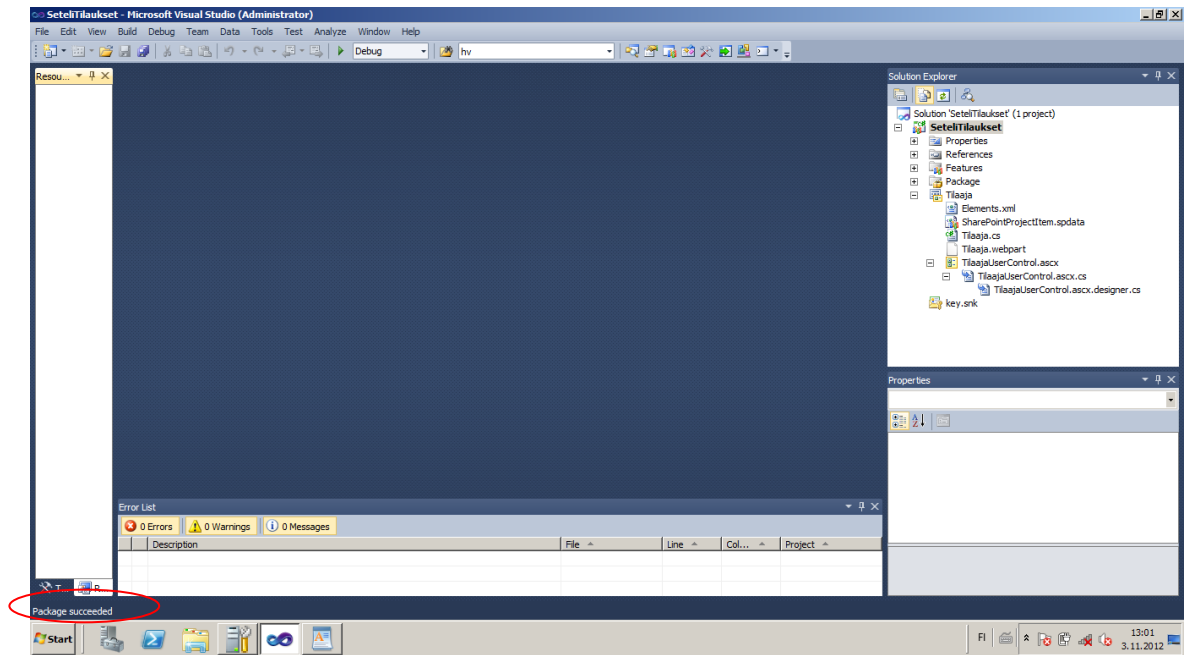 SeteliTilaukset - Microsoft Visual Studio (Administrator)
File Edit View Build Debug Team Data Tools Test Analyze Window Help
Debug hv
Resou...
Solution Explorer
Solution 'SeteliTilaukset' (1 project)
SeteliTilaukset
Properties
References
Features
Package
Tilaaja
Elements.xml
SharePointProjectItem.spdata
Tilaaja.cs
Tilaaja.webpart
TilaajaUserControl.ascx
TilaajaUserControl.ascx.cs
TilaajaUserControl.ascx.designer.cs
key.snk
Properties
Error List
0 Errors 0 Warnings 0 Messages
Description File Line Col... Project
T... R...
Package succeeded
Start FI 13:01
3.11.2012